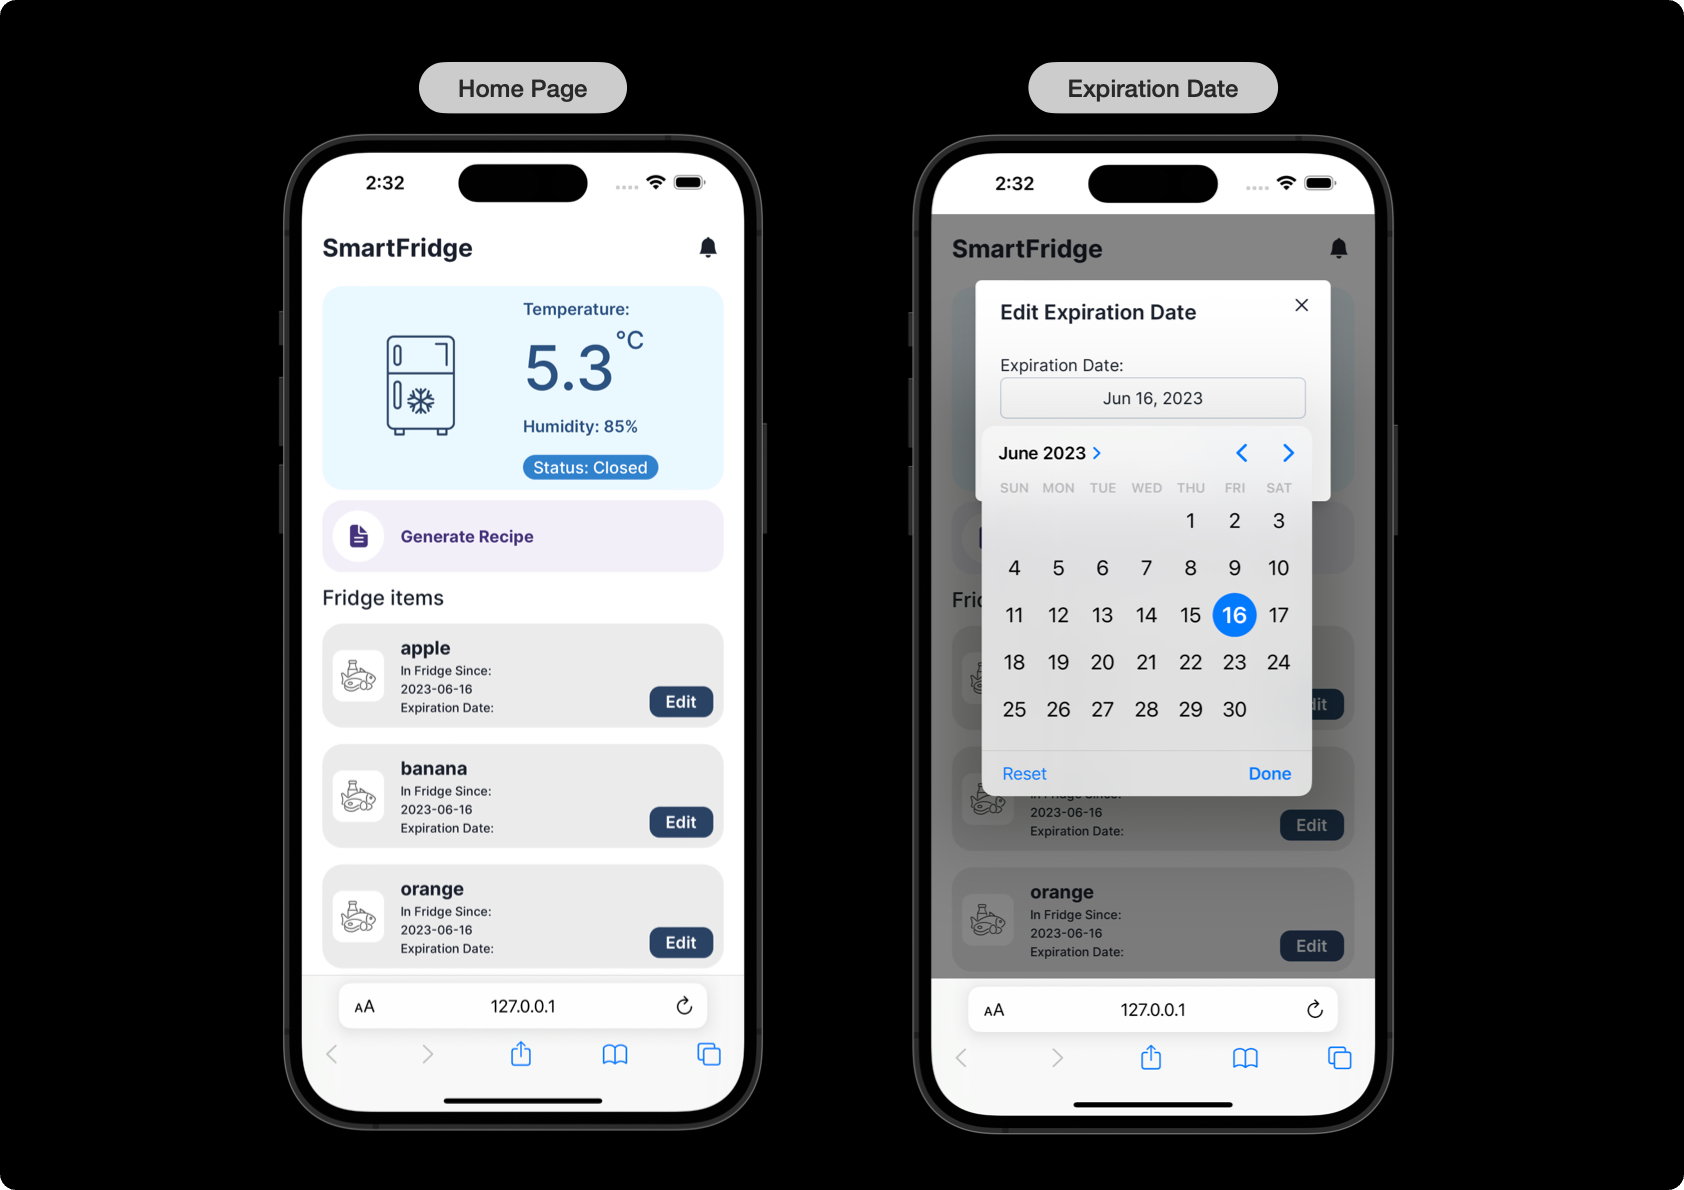 Home Page
2:32
SmartFridge
Temperature:
5.3 °C
Humidity: 85%
Status: Closed
Generate Recipe
Fridge items
apple
In Fridge Since:
2023-06-16
Expiration Date:
Edit
banana
In Fridge Since:
2023-06-16
Expiration Date:
Edit
orange
In Fridge Since:
2023-06-16
Expiration Date:
Edit
AA 127.0.0.1
Expiration Date
2:32
SmartFridge
Edit Expiration Date
Expiration Date:
Jun 16, 2023
June 2023
SUN MON TUE WED THU FRI SAT
1 2 3
4 5 6 7 8 9 10
11 12 13 14 15 16 17
18 19 20 21 22 23 24
25 26 27 28 29 30
Reset Done
In Fridge Since:
2023-06-16
Expiration Date:
Edit
orange
In Fridge Since:
2023-06-16
Expiration Date:
Edit
AA 127.0.0.1